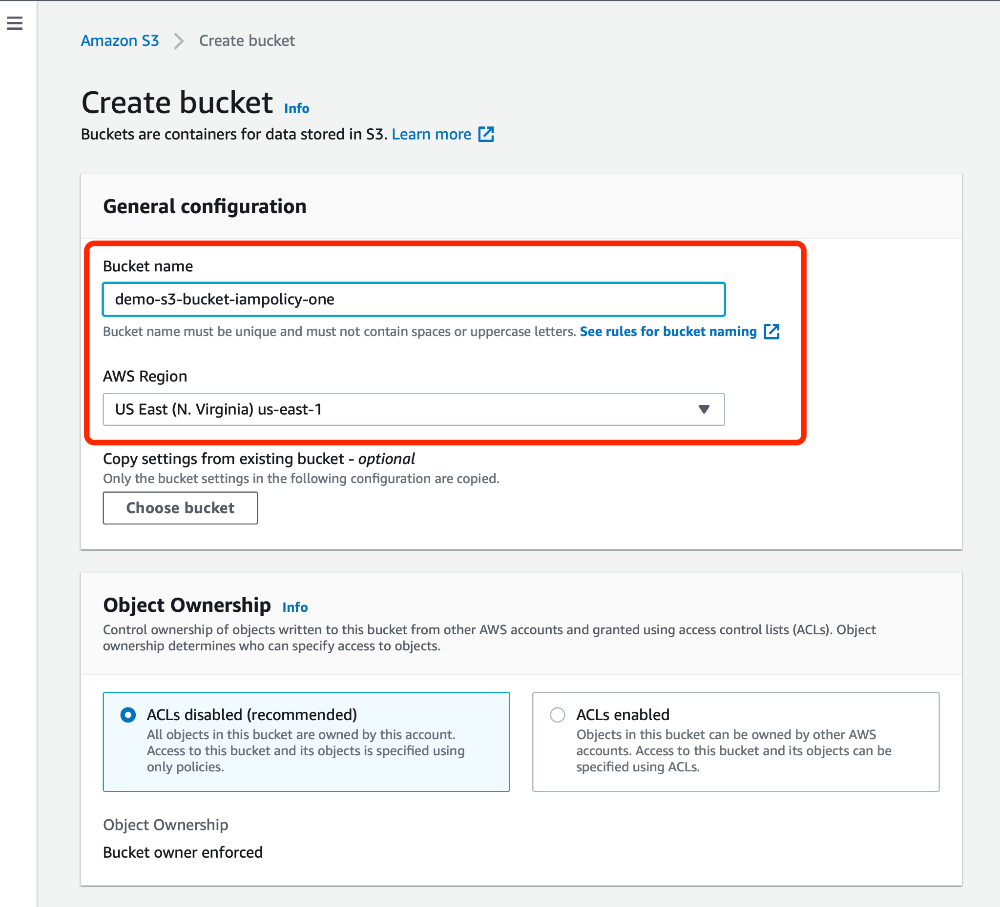 Amazon S3 > Create bucket
Create bucket Info
Buckets are containers for data stored in S3. Learn more
General configuration
Bucket name
demo-s3-bucket-iampolicy-one
Bucket name must be unique and must not contain spaces or uppercase letters. See rules for bucket naming
AWS Region
US East (N. Virginia) us-east-1
Copy settings from existing bucket - optional
Only the bucket settings in the following configuration are copied.
Choose bucket
Object Ownership Info
Control ownership of objects written to this bucket from other AWS accounts and granted using access control lists (ACLs). Object
ownership determines who can specify access to objects.
ACLs disabled (recommended)
All objects in this bucket are owned by this account.
Access to this bucket and its objects is specified using
only policies.
ACLs enabled
Objects in this bucket can be owned by other AWS
accounts. Access to this bucket and its objects can be
specified using ACLs.
Object Ownership
Bucket owner enforced